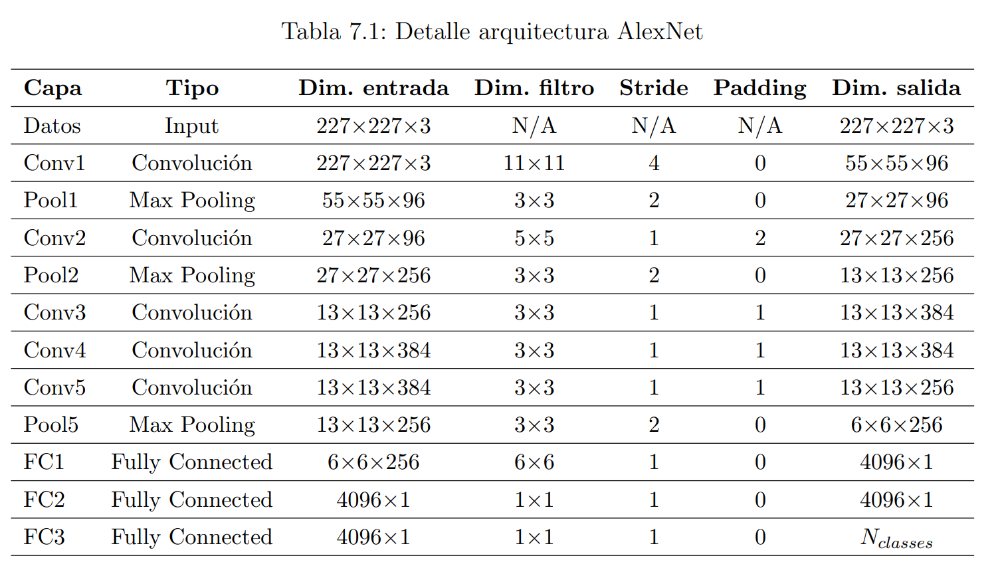 Tabla 7.1: Detalle arquitectura AlexNet
Capa Tipo Dim. entrada Dim. filtro Stride Padding Dim. salida
Datos Input 227×227×3 N/A N/A N/A 227×227×3
Conv1 Convolución 227×227×3 11×11 4 0 55×55×96
Pool1 Max Pooling 55×55×96 3×3 2 0 27×27×96
Conv2 Convolución 27×27×96 5×5 1 2 27×27×256
Pool2 Max Pooling 27×27×256 3×3 2 0 13×13×256
Conv3 Convolución 13×13×256 3×3 1 1 13×13×384
Conv4 Convolución 13×13×384 3×3 1 1 13×13×384
Conv5 Convolución 13×13×384 3×3 1 1 13×13×256
Pool5 Max Pooling 13×13×256 3×3 2 0 6×6×256
FC1 Fully Connected 6×6×256 6×6 1 0 4096×1
FC2 Fully Connected 4096×1 1×1 1 0 4096×1
FC3 Fully Connected 4096×1 1×1 1 0 N_classes